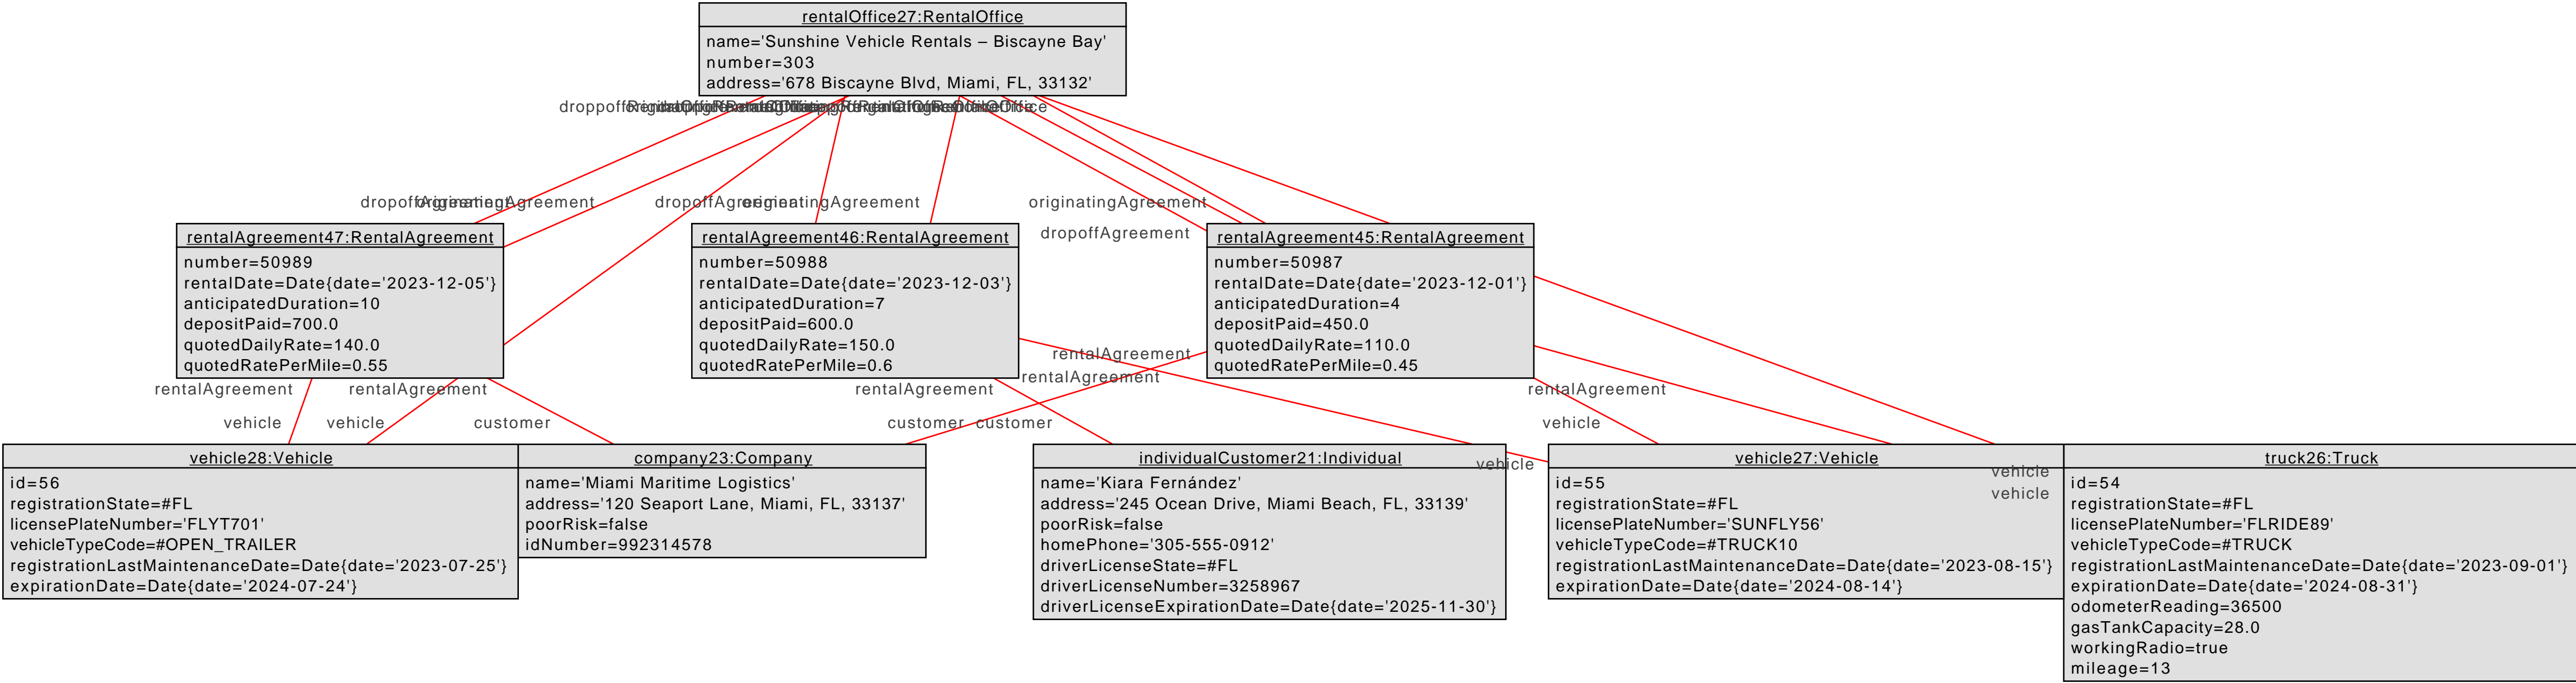 rentalOffice27:RentalOffice
name='Sunshine Vehicle Rentals – Biscayne Bay'
number=303
address='678 Biscayne Blvd, Miami, FL, 33132'
dropoffAgreement
originatingAgreement
dropoffAgreement
originatingAgreement
originatingAgreement
dropoffAgreement
rentalAgreement47:RentalAgreement
number=50989
rentalDate=Date{date='2023-12-05'}
anticipatedDuration=10
depositPaid=700.0
quotedDailyRate=140.0
quotedRatePerMile=0.55
rentalAgreement46:RentalAgreement
number=50988
rentalDate=Date{date='2023-12-03'}
anticipatedDuration=7
depositPaid=600.0
quotedDailyRate=150.0
quotedRatePerMile=0.6
rentalAgreement45:RentalAgreement
number=50987
rentalDate=Date{date='2023-12-01'}
anticipatedDuration=4
depositPaid=450.0
quotedDailyRate=110.0
quotedRatePerMile=0.45
rentalAgreement
rentalAgreement
rentalAgreement
rentalAgreement
rentalAgreement
rentalAgreement
vehicle
vehicle
customer
customer
customer
vehicle
vehicle28:Vehicle
id=56
registrationState=#FL
licensePlateNumber='FLYT701'
vehicleTypeCode=#OPEN_TRAILER
registrationLastMaintenanceDate=Date{date='2023-07-25'}
expirationDate=Date{date='2024-07-24'}
company23:Company
name='Miami Maritime Logistics'
address='120 Seaport Lane, Miami, FL, 33137'
poorRisk=false
idNumber=992314578
individualCustomer21:Individual
name='Kiara Fernández'
address='245 Ocean Drive, Miami Beach, FL, 33139'
poorRisk=false
homePhone='305-555-0912'
driverLicenseState=#FL
driverLicenseNumber=3258967
driverLicenseExpirationDate=Date{date='2025-11-30'}
vehicle
vehicle27:Vehicle
id=55
registrationState=#FL
licensePlateNumber='SUNFLY56'
vehicleTypeCode=#TRUCK10
registrationLastMaintenanceDate=Date{date='2023-08-15'}
expirationDate=Date{date='2024-08-14'}
vehicle
vehicle
truck26:Truck
id=54
registrationState=#FL
licensePlateNumber='FLRIDE89'
vehicleTypeCode=#TRUCK
registrationLastMaintenanceDate=Date{date='2023-09-01'}
expirationDate=Date{date='2024-08-31'}
odometerReading=36500
gasTankCapacity=28.0
workingRadio=true
mileage=13